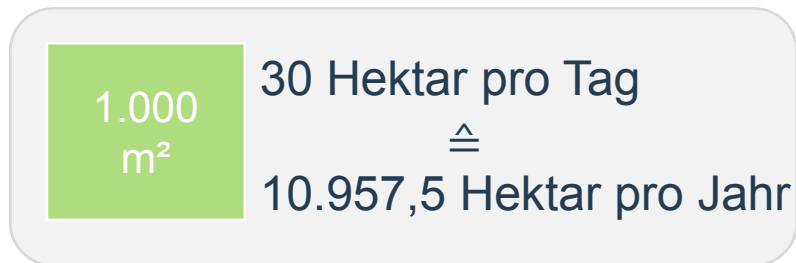 1.000
m²
30 Hektar pro Tag
≙
10.957,5 Hektar pro Jahr